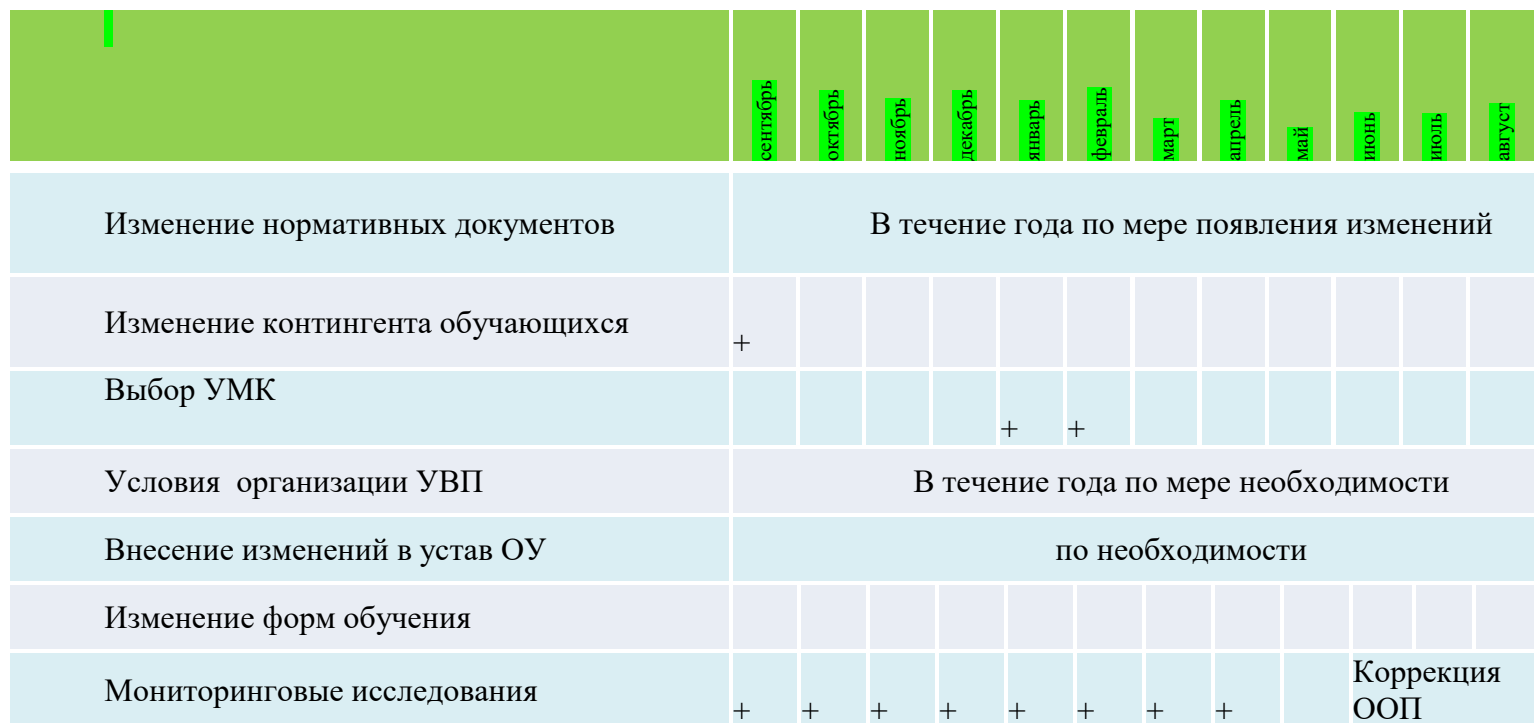 сентябрь
октябрь
ноябрь
декабрь
январь
февраль
март
апрель
май
июнь
июль
август
Изменение нормативных документов
В течение года по мере появления изменений
Изменение контингента обучающихся
+
Выбор УМК
+ +
Условия организации УВП
В течение года по мере необходимости
Внесение изменений в устав ОУ
по необходимости
Изменение форм обучения
Мониторинговые исследования
+ + + + + + + +
Коррекция
ООП